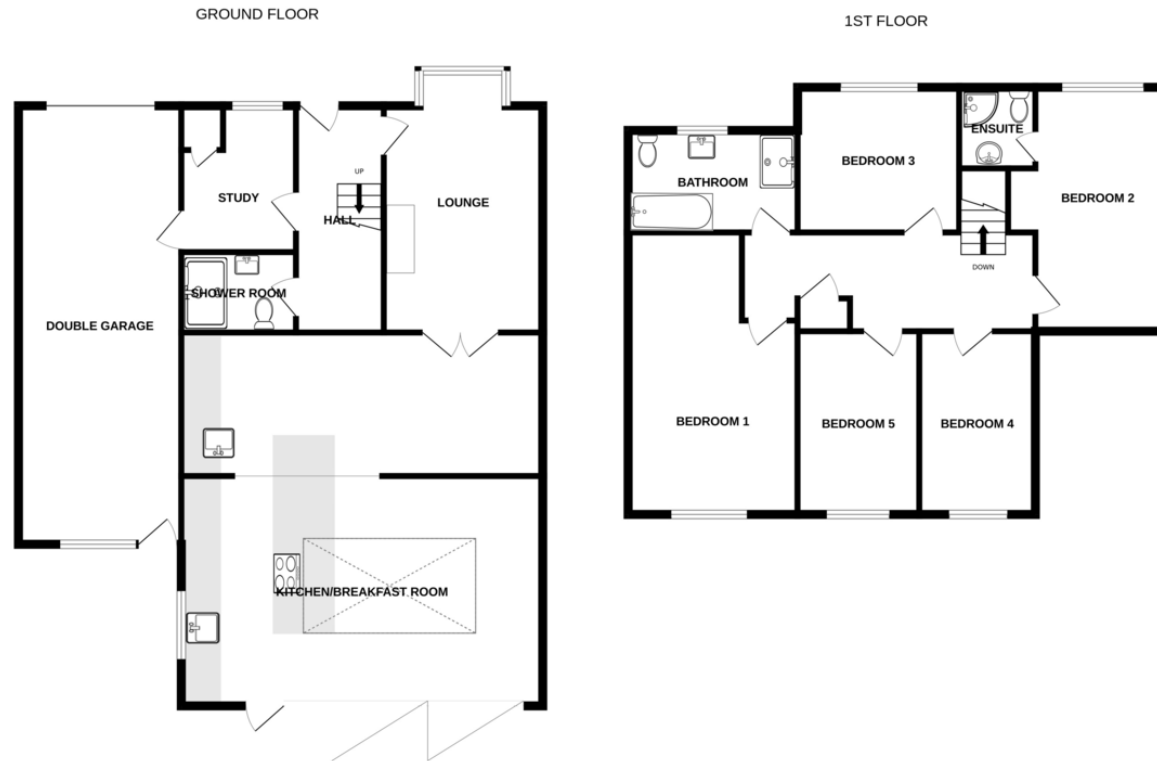 GROUND FLOOR
UP
STUDY
LOUNGE
HALL
SHOWER ROOM
DOUBLE GARAGE
KITCHEN/BREAKFAST ROOM
1ST FLOOR
ENSUITE
BEDROOM 3
BATHROOM
BEDROOM 2
DOWN
BEDROOM 1
BEDROOM 5
BEDROOM 4